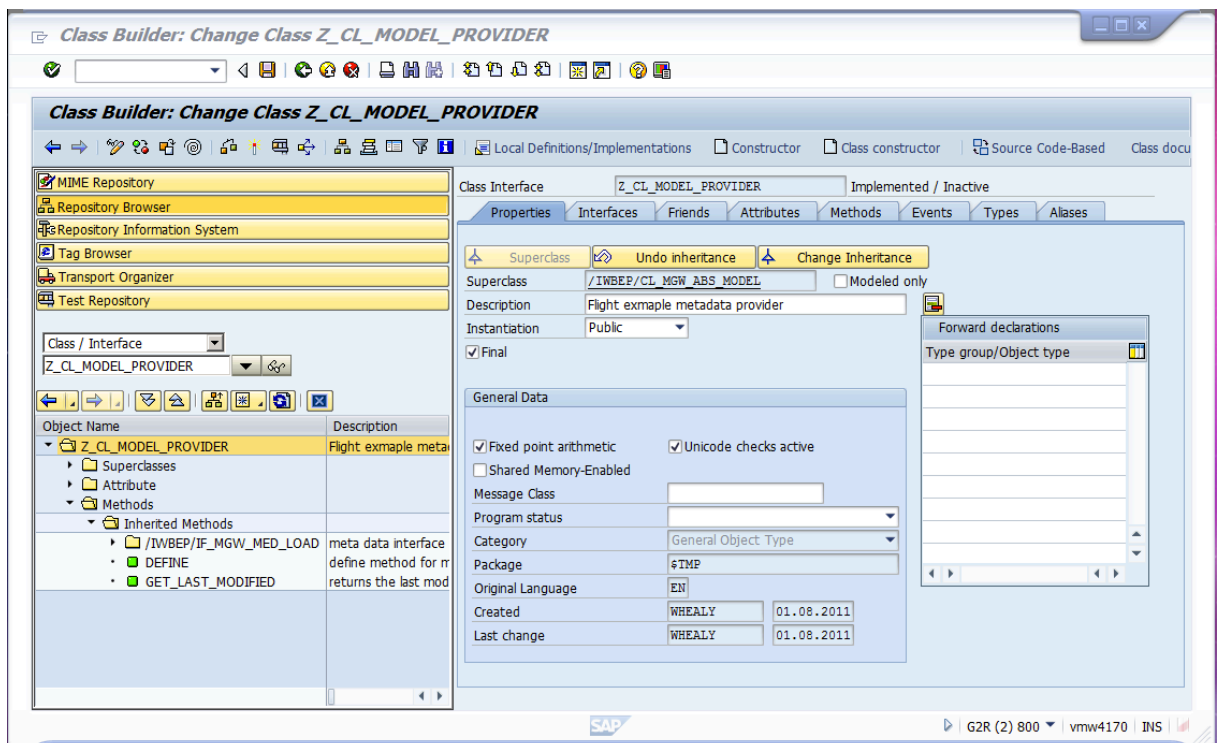 Class Builder: Change Class Z_CL_MODEL_PROVIDER
Class Builder: Change Class Z_CL_MODEL_PROVIDER
Local Definitions/Implementations Constructor Class constructor Source Code-Based Class docu
MIME Repository
Repository Browser
Repository Information System
Tag Browser
Transport Organizer
Test Repository
Class / Interface
Z_CL_MODEL_PROVIDER
Object Name Description
Z_CL_MODEL_PROVIDER Flight exmaple meta
Superclasses
Attribute
Methods
Inherited Methods
/IWBEP/IF_MGW_MED_LOAD meta data interface
DEFINE define method for m
GET_LAST_MODIFIED returns the last mod
Class Interface Z_CL_MODEL_PROVIDER Implemented / Inactive
Properties Interfaces Friends Attributes Methods Events Types Aliases
Superclass Undo inheritance Change Inheritance
Superclass /IWBEP/CL_MGW_ABS_MODEL Modeled only
Description Flight exmaple metadata provider
Instantiation Public
Final
Forward declarations
Type group/Object type
General Data
Fixed point arithmetic Unicode checks active
Shared Memory-Enabled
Message Class
Program status
Category General Object Type
Package $TMP
Original Language EN
Created WHEALY 01.08.2011
Last change WHEALY 01.08.2011
SAP G2R (2) 800 vmw4170 INS